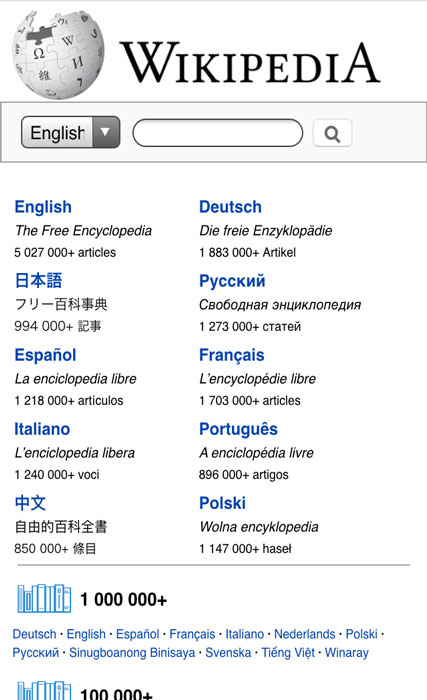 WIKIPEDIA
English
English
The Free Encyclopedia
5 027 000+ articles
Deutsch
Die freie Enzyklopädie
1 883 000+ Artikel
日本語
フリー百科事典
994 000+ 記事
Русский
Свободная энциклопедия
1 273 000+ статей
Español
La enciclopedia libre
1 218 000+ artículos
Français
L'encyclopédie libre
1 703 000+ articles
Italiano
L'enciclopedia libera
1 240 000+ voci
Português
A enciclopédia livre
896 000+ artigos
中文
自由的百科全書
850 000+ 條目
Polski
Wolna encyklopedia
1 147 000+ haseł
1 000 000+
Deutsch · English · Español · Français · Italiano · Nederlands · Polski ·
Русский · Sinugboanong Binisaya · Svenska · Tiếng Việt · Winaray
100 000+